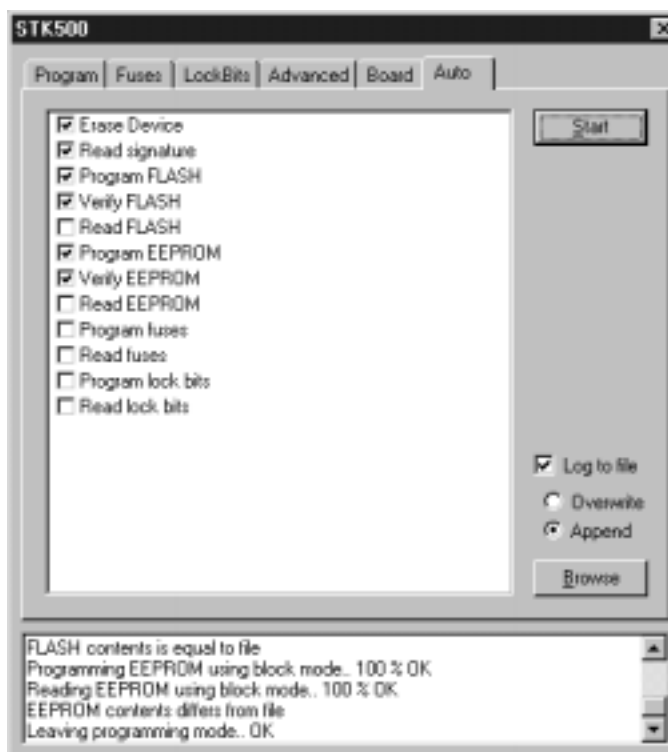 STK500
Program Fuses LockBits Advanced Board Auto
Erase Device
Read signature
Program FLASH
Verify FLASH
Read FLASH
Program EEPROM
Verify EEPROM
Read EEPROM
Program fuses
Read fuses
Program lock bits
Read lock bits
Start
Log to file
Overwrite
Append
Browse
FLASH contents is equal to file
Programming EEPROM using block mode.. 100 % OK
Reading EEPROM using block mode.. 100 % OK
EEPROM contents differs from file
Leaving programming mode.. OK